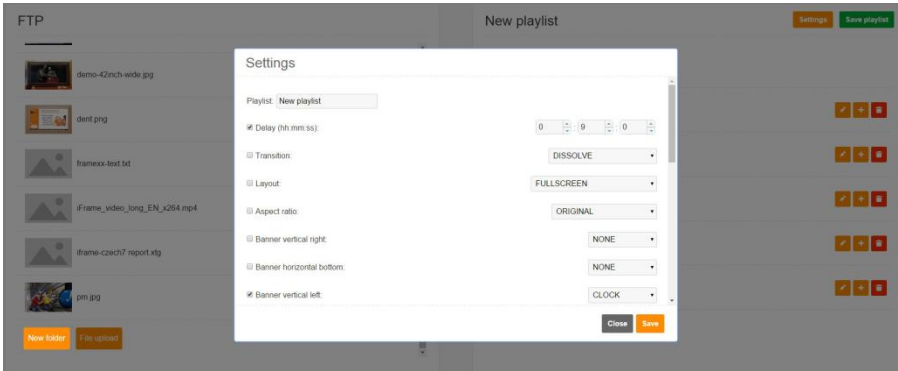 FTP
New playlist
Settings
Save playlist
demo-42inch-wide.jpg
dent.png
framexx-text.txt
iFrame_video_long_EN_x264.mp4
iframe-czech7 report.xtg
pm.jpg
New folder
File upload
Settings
Playlist: New playlist
Delay (hh:mm:ss): 0 : 9 : 0
Transition: DISSOLVE
Layout: FULLSCREEN
Aspect ratio: ORIGINAL
Banner vertical right: NONE
Banner horizontal bottom: NONE
Banner vertical left: CLOCK
Close
Save